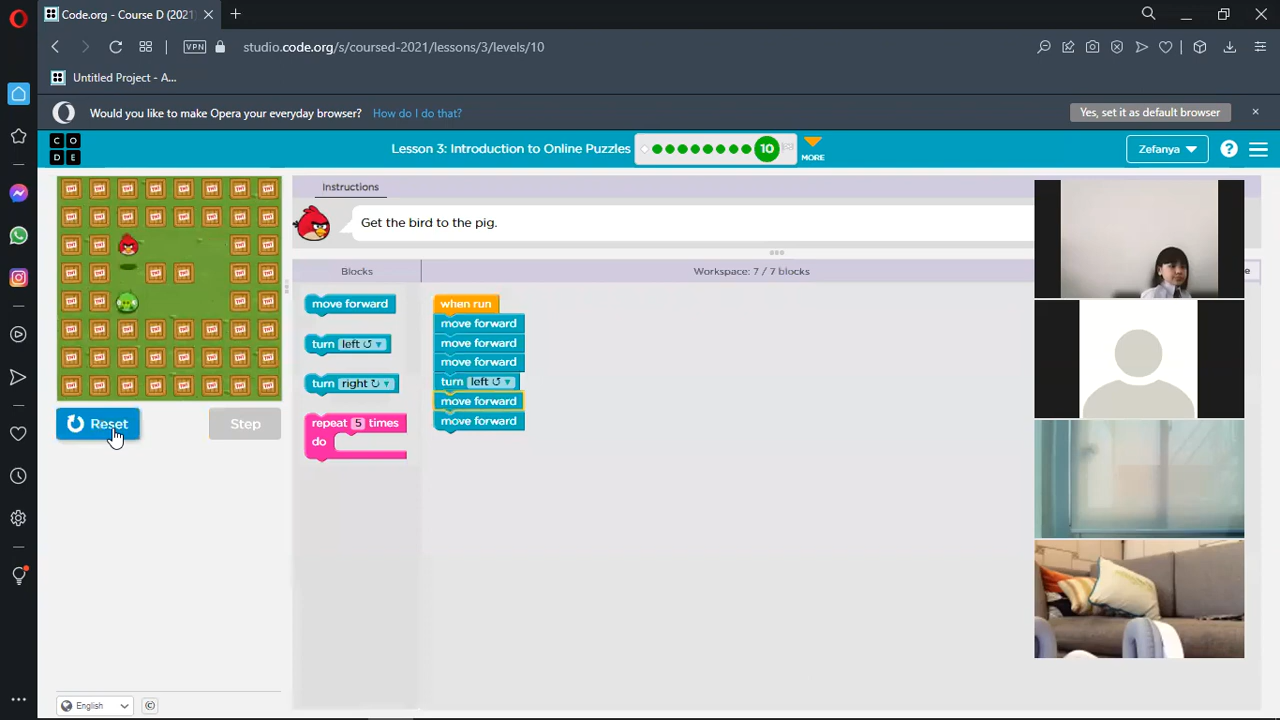 Code.org - Course D (2021)
VPN
studio.code.org/s/coursed-2021/lessons/3/levels/10
Untitled Project - A...
Would you like to make Opera your everyday browser? How do I do that?
Yes, set it as default browser
C O
D E
Lesson 3: Introduction to Online Puzzles
10
MORE
Zefanya
Instructions
Get the bird to the pig.
Blocks
Workspace: 7 / 7 blocks
move forward
turn left
turn right
repeat 5 times
do
when run
move forward
move forward
move forward
turn left
move forward
move forward
Reset
Step
English